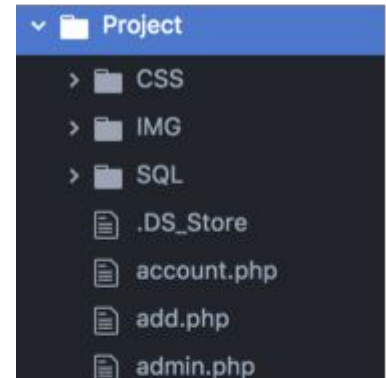 Project
CSS
IMG
SQL
.DS_Store
account.php
add.php
admin.php